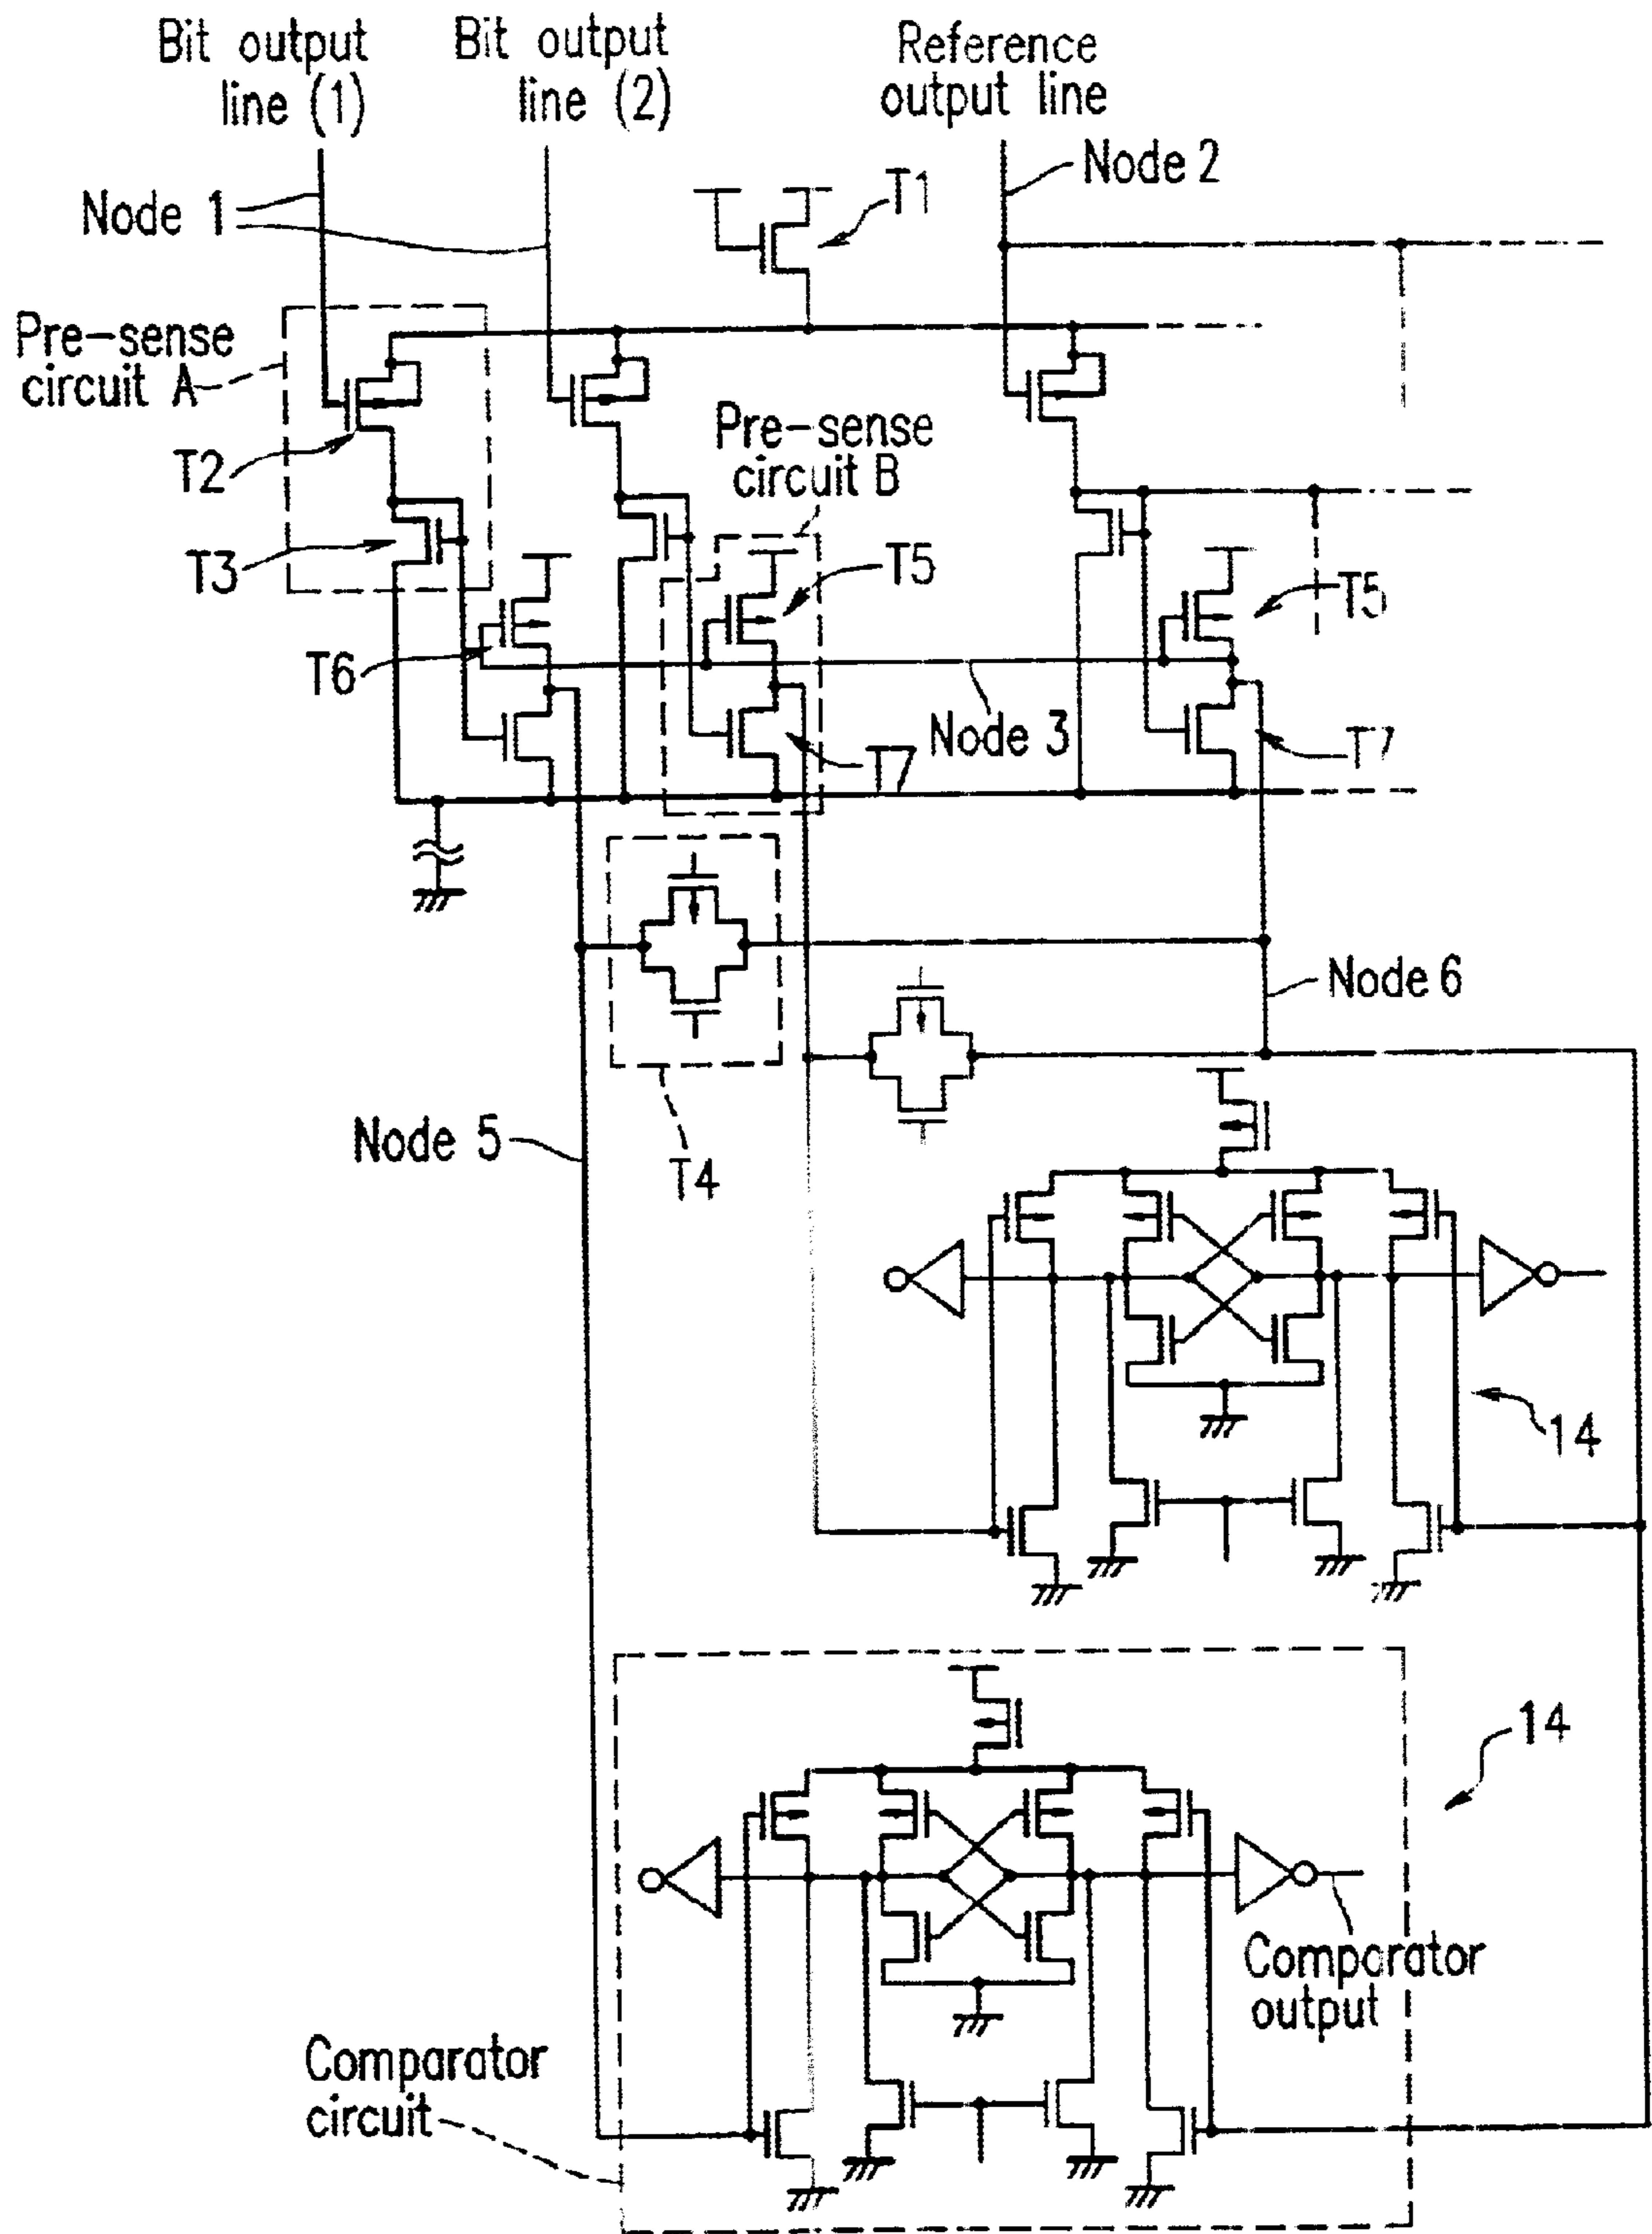 Bit output
line (1)
Bit output
line (2)
Reference
output line
Node 2
Node 1
T1
Pre-sense
circuit A
T2
Pre-sense
circuit B
T3
T5
T5
T6
Node 3
T7
T7
Node 6
Node 5
T4
14
14
Comparator
output
Comparator
circuit